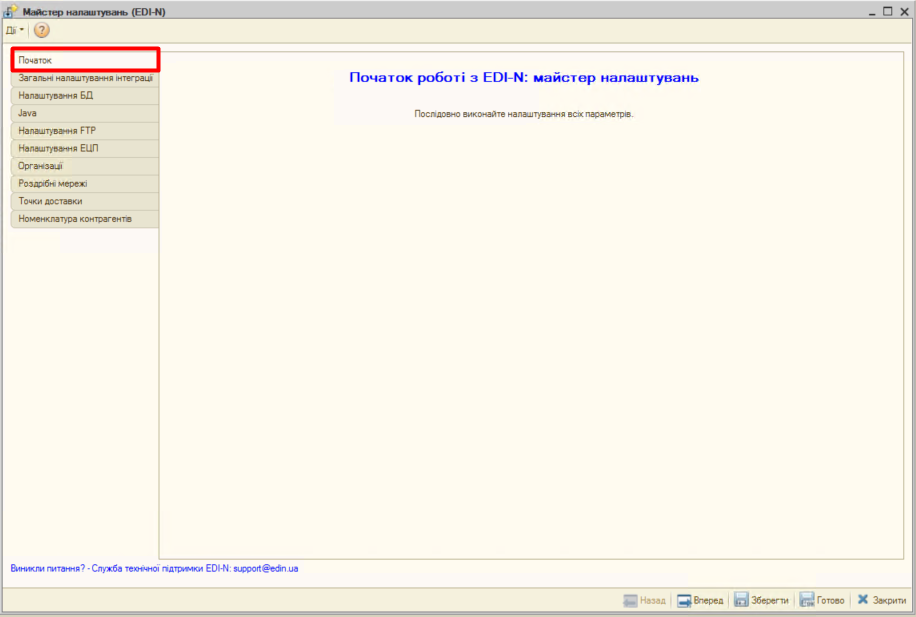 Майстер налаштувань (EDI-N)
Дії
Початок
Загальні налаштування інтеграції
Налаштування БД
Java
Налаштування FTP
Налаштування ЕЦП
Організації
Роздрібні мережі
Точки доставки
Номенклатура контрагентів
Початок роботі з EDI-N: майстер налаштувань
Послідовно виконайте налаштування всіх параметрів.
Виникли питання? - Служба технічної підтримки EDI-N: support@edin.ua
Назад Вперед Зберегти Готово Закрити